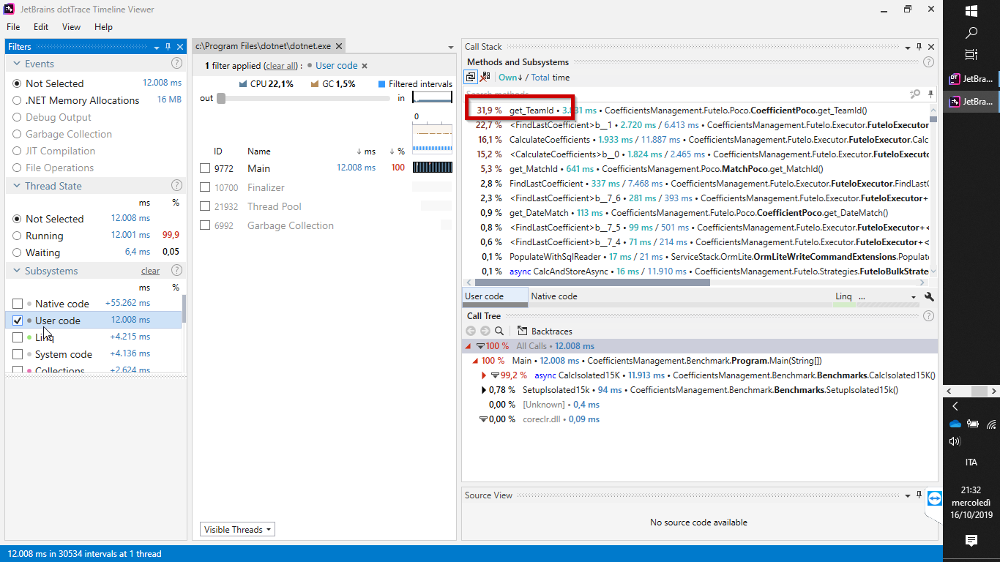 JetBrains dotTrace Timeline Viewer
File Edit View Help
Filters
Events
Not Selected 12.008 ms
.NET Memory Allocations 16 MB
Debug Output
Garbage Collection
JIT Compilation
File Operations
Thread State
ms %
Not Selected 12.008 ms
Running 12.001 ms 99,9
Waiting 6,4 ms 0,05
Subsystems clear
ms %
Native code +55.262 ms
User code 12.008 ms
Linq +4.215 ms
System code +4.136 ms
Collections +2.624 ms
c:\Program Files\dotnet\dotnet.exe
1 filter applied (clear all) : • User code
CPU 22,1% GC 1,5% Filtered intervals
out in
0
ID Name ms %
9772 Main 12.008 ms 100
10700 Finalizer
21932 Thread Pool
6992 Garbage Collection
Visible Threads
Call Stack
Methods and Subsystems
Own / Total time
Search methods
31,9 % get_TeamId • 3.831 ms • CoefficientsManagement.Futelo.Poco.CoefficientPoco.get_TeamId()
22,7 % <FindLastCoefficient>b__1 • 2.720 ms / 6.413 ms • CoefficientsManagement.Futelo.Executor.FuteloExecutor
16,1 % CalculateCoefficients • 1.933 ms / 11.887 ms • CoefficientsManagement.Futelo.Executor.FuteloExecutor.Calc
15,2 % <CalculateCoefficients>b__0 • 1.824 ms / 2.465 ms • CoefficientsManagement.Futelo.Executor.FuteloExecuto
5,3 % get_MatchId • 641 ms • CoefficientsManagement.Poco.MatchPoco.get_MatchId()
2,8 % FindLastCoefficient • 337 ms / 7.468 ms • CoefficientsManagement.Futelo.Executor.FuteloExecutor.FindLast
2,3 % <FindLastCoefficient>b__7_6 • 281 ms / 393 ms • CoefficientsManagement.Futelo.Executor.FuteloExecutor+
0,9 % get_DateMatch • 113 ms • CoefficientsManagement.Futelo.Poco.CoefficientPoco.get_DateMatch()
0,8 % <FindLastCoefficient>b__7_5 • 99 ms / 501 ms • CoefficientsManagement.Futelo.Executor.FuteloExecutor+<
0,6 % <FindLastCoefficient>b__7_4 • 71 ms / 214 ms • CoefficientsManagement.Futelo.Executor.FuteloExecutor+<
0,1 % PopulateWithSqlReader • 17 ms / 21 ms • ServiceStack.OrmLite.OrmLiteWriteCommandExtensions.Populate
0,1 % async CalcAndStoreAsync • 16 ms / 11.910 ms • CoefficientsManagement.Futelo.Strategies.FuteloBulkStrate
User code Native code Linq ...
Call Tree
Backtraces
100 % All Calls • 12.008 ms
100 % Main • 12.008 ms • CoefficientsManagement.Benchmark.Program.Main(String[])
99,2 % async CalcIsolated15K • 11.913 ms • CoefficientsManagement.Benchmark.Benchmarks.CalcIsolated15K()
0,78 % SetupIsolated15k • 94 ms • CoefficientsManagement.Benchmark.Benchmarks.SetupIsolated15k()
0,00 % [Unknown] • 0,4 ms
0,00 % coreclr.dll • 0,09 ms
Source View
No source code available
12.008 ms in 30534 intervals at 1 thread
JetBra...
JetBra...
ITA
21:32
mercoledì
16/10/2019